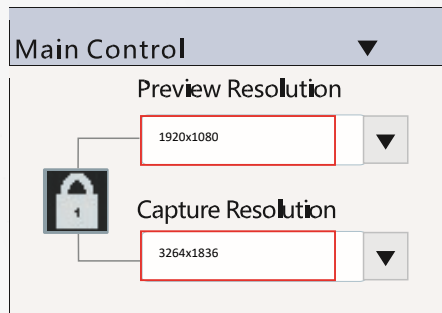 Main Control
Preview Resolution
1920x1080
1
Capture Resolution
3264x1836